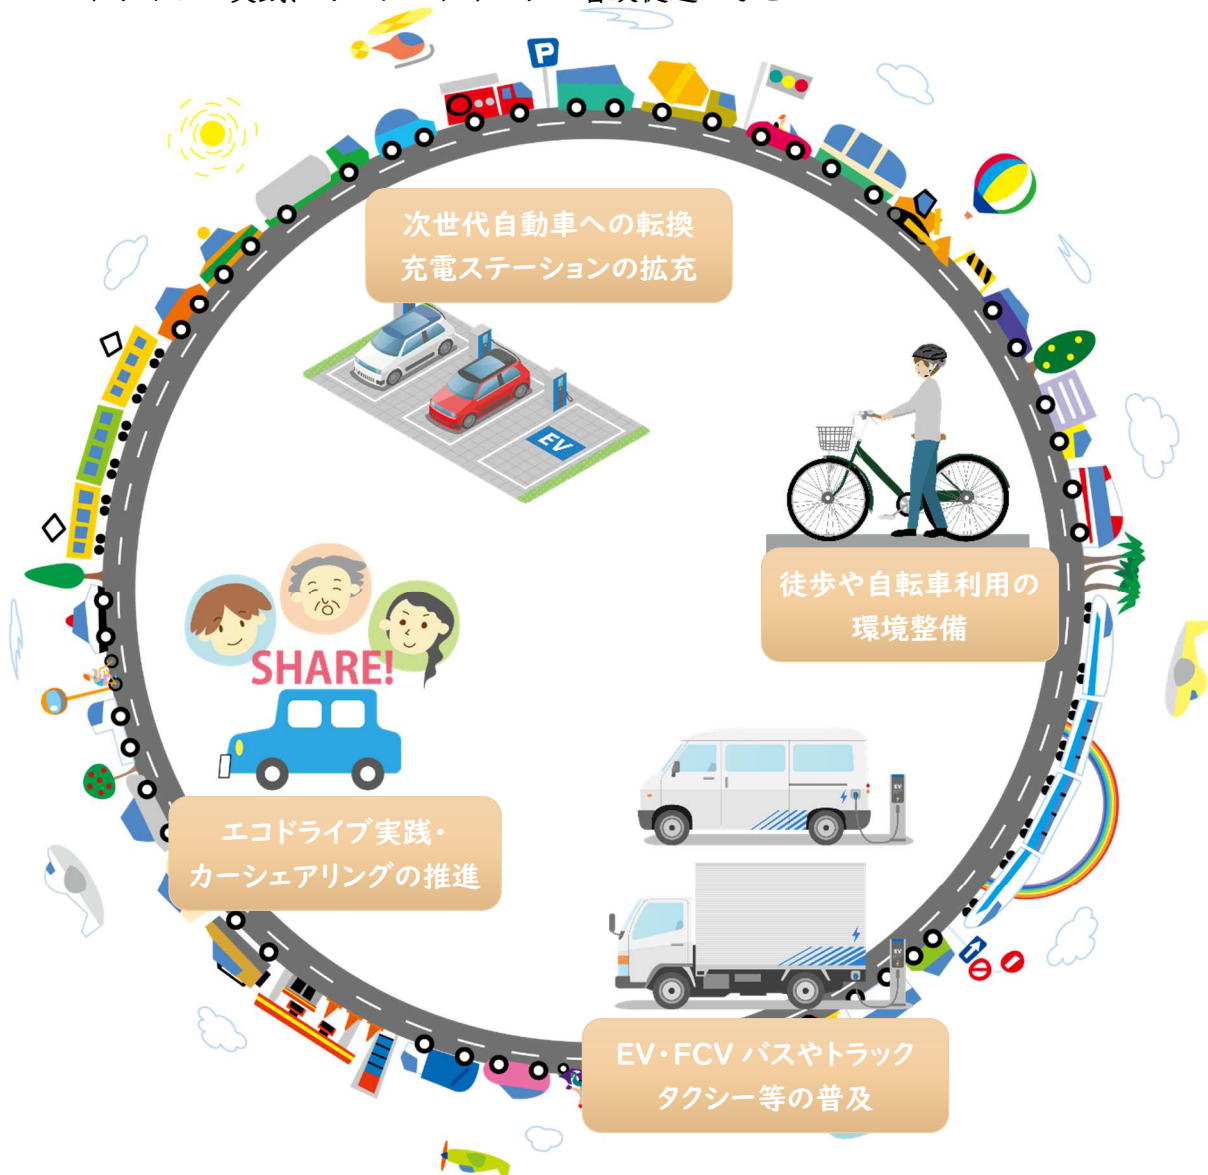 P
次世代自動車への転換
充電ステーションの拡充
EV
徒歩や自転車利用の
環境整備
SHARE!
エコドライブ実践・
カーシェアリングの推進
EV
EV
EV・FCV バスやトラック
タクシー等の普及